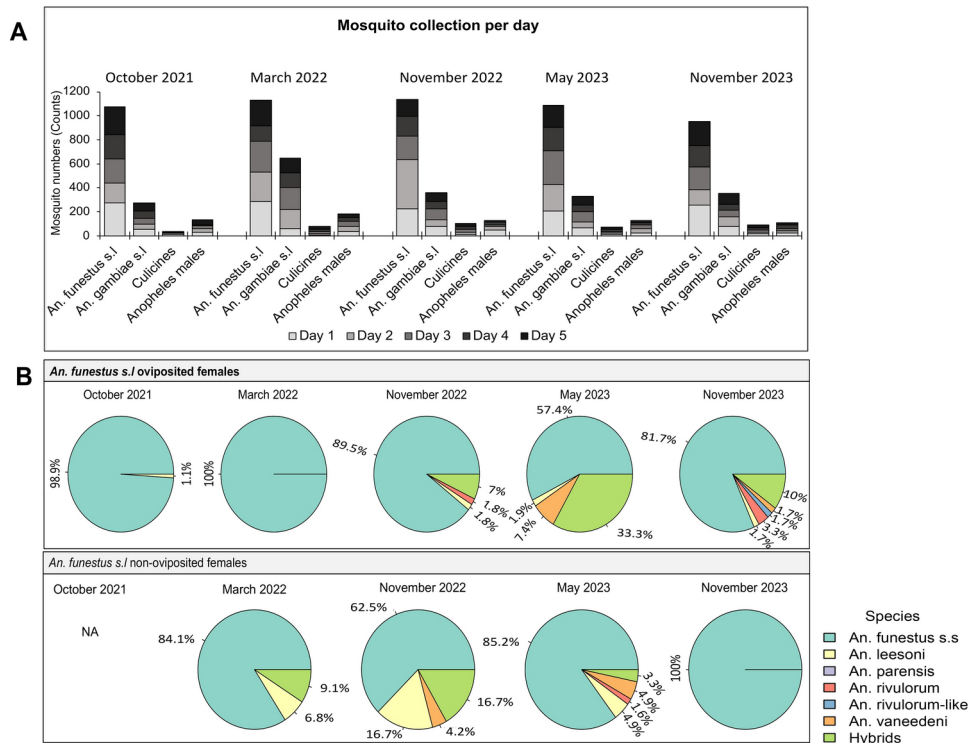 A
Mosquito collection per day
October 2021 March 2022 November 2022 May 2023 November 2023
Mosquito numbers (Counts)
1200
1000
800
600
400
200
0
An. funestus s.l An. gambiae s.l Culicines Anopheles males An. funestus s.l An. gambiae s.l Culicines Anopheles males An. funestus s.l An. gambiae s.l Culicines Anopheles males An. funestus s.l An. gambiae s.l Culicines Anopheles males An. funestus s.l An. gambiae s.l Culicines Anopheles males
Day 1 Day 2 Day 3 Day 4 Day 5
B
An. funestus s.l oviposited females
October 2021 March 2022 November 2022 May 2023 November 2023
98.9% 1.1%
100%
89.5% 7% 1.8% 1.8%
57.4% 1.9% 7.4% 33.3%
81.7% 10% 1.7% 1.7% 3.3% 1.7%
An. funestus s.l non-oviposited females
October 2021 March 2022 November 2022 May 2023 November 2023
NA
84.1% 9.1% 6.8%
62.5% 16.7% 4.2% 16.7%
85.2% 3.3% 4.9% 1.6% 4.9%
100%
Species
An. funestus s.s
An. leesoni
An. parensis
An. rivulorum
An. rivulorum-like
An. vaneedeni
Hybrids